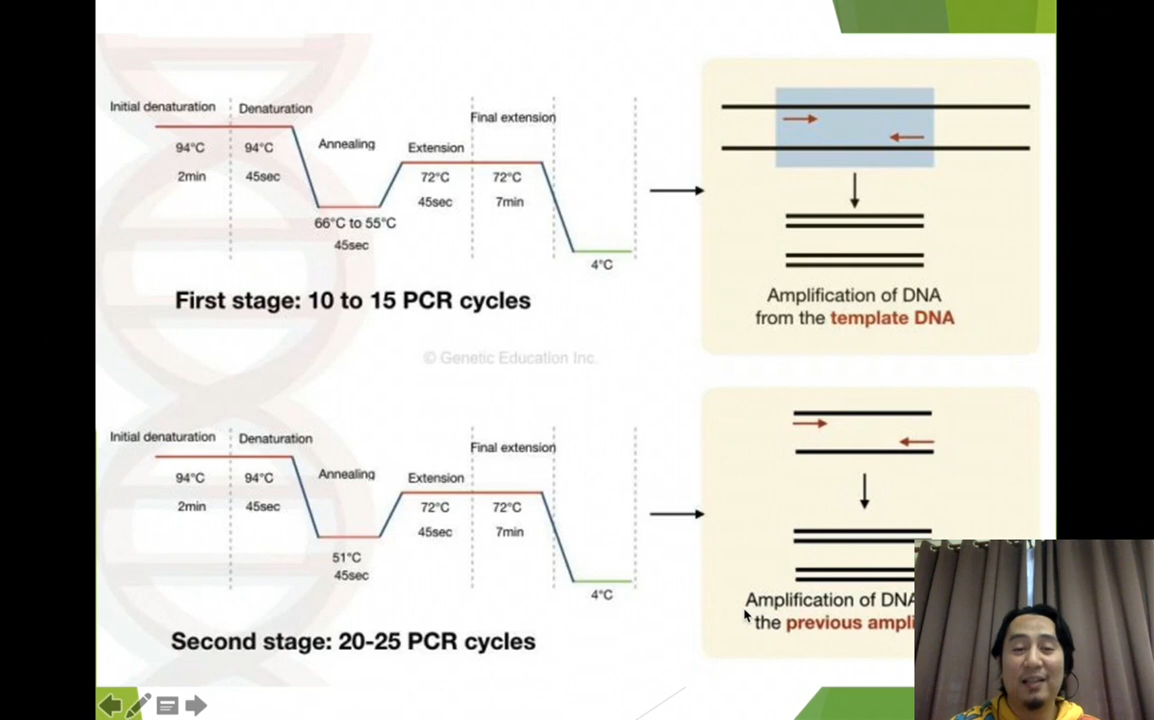 Initial denaturation
Denaturation
Annealing
Extension
Final extension
94°C
94°C
72°C
72°C
2min
45sec
45sec
7min
66°C to 55°C
45sec
4°C
First stage: 10 to 15 PCR cycles
Amplification of DNA
from the template DNA
© Genetic Education Inc.
Initial denaturation
Denaturation
Annealing
Extension
Final extension
94°C
94°C
72°C
72°C
2min
45sec
45sec
7min
51°C
45sec
4°C
Second stage: 20-25 PCR cycles
Amplification of DNA
the previous